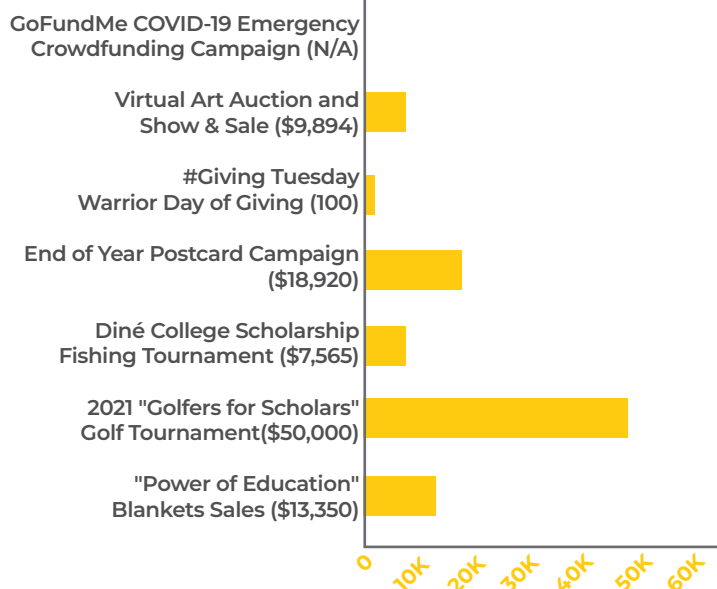 GoFundMe COVID-19 Emergency
Crowdfunding Campaign (N/A)
Virtual Art Auction and
Show & Sale ($9,894)
#Giving Tuesday
Warrior Day of Giving (100)
End of Year Postcard Campaign
($18,920)
Diné College Scholarship
Fishing Tournament ($7,565)
2021 "Golfers for Scholars"
Golf Tournament($50,000)
"Power of Education"
Blankets Sales ($13,350)
0 10K 20K 30K 40K 50K 60K